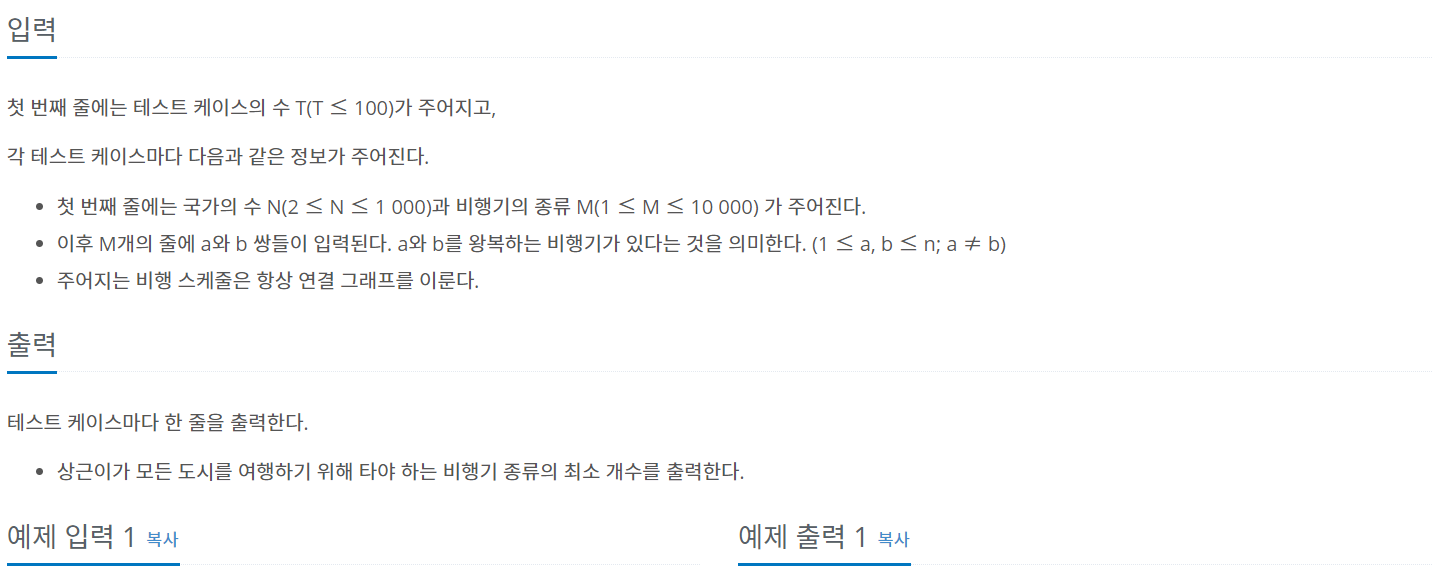 입력
첫 번째 줄에는 테스트 케이스의 수 T(T ≤ 100)가 주어지고,
각 테스트 케이스마다 다음과 같은 정보가 주어진다.
• 첫 번째 줄에는 국가의 수 N(2 ≤ N ≤ 1 000)과 비행기의 종류 M(1 ≤ M ≤ 10 000) 가 주어진다.
• 이후 M개의 줄에 a와 b 쌍들이 입력된다. a와 b를 왕복하는 비행기가 있다는 것을 의미한다. (1 ≤ a, b ≤ n; a ≠ b)
• 주어지는 비행 스케줄은 항상 연결 그래프를 이룬다.
출력
테스트 케이스마다 한 줄을 출력한다.
• 상근이가 모든 도시를 여행하기 위해 타야 하는 비행기 종류의 최소 개수를 출력한다.
예제 입력 1 복사
예제 출력 1 복사